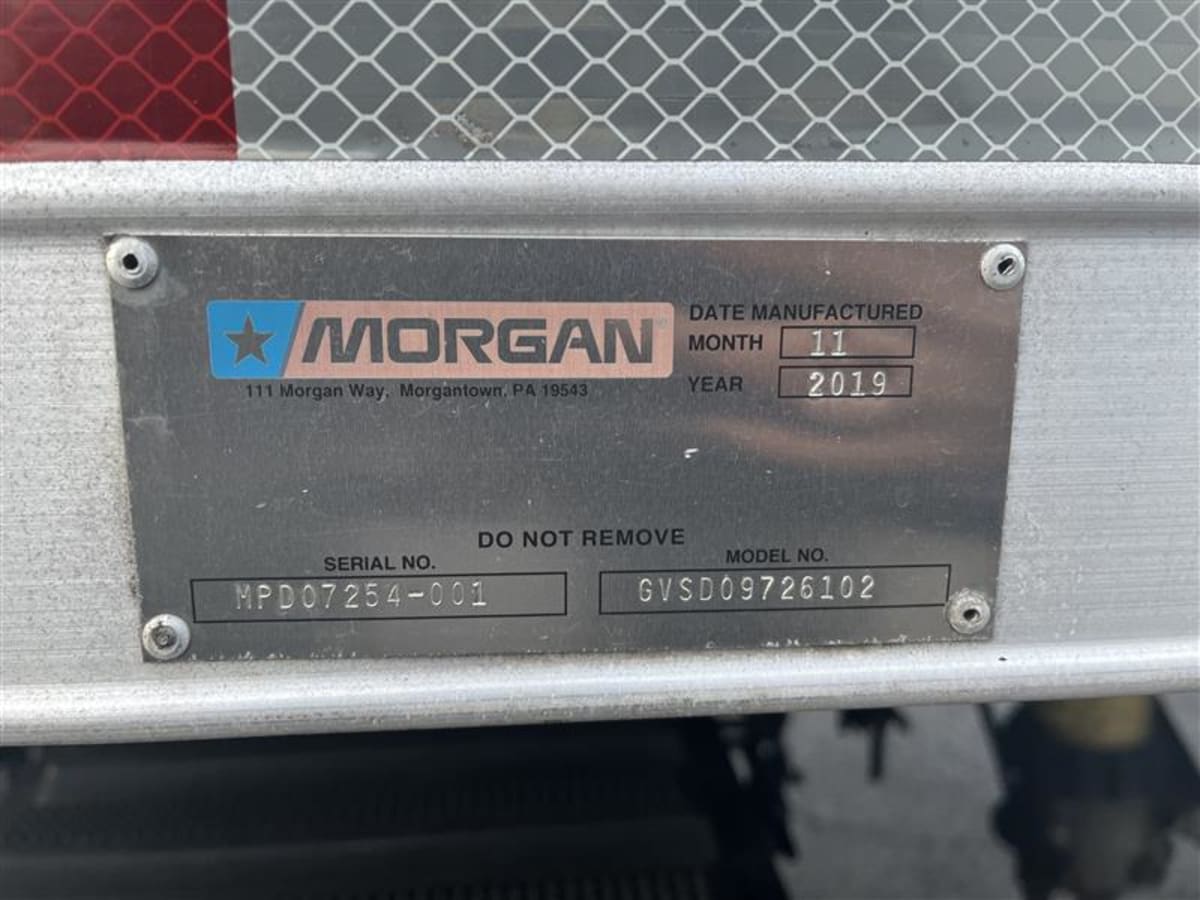 MORGAN
111 Morgan Way, Morgantown, PA 19543
DATE MANUFACTURED
MONTH 11
YEAR 2019
DO NOT REMOVE
SERIAL NO.
MPD07254-001
MODEL NO.
GVSD09726102